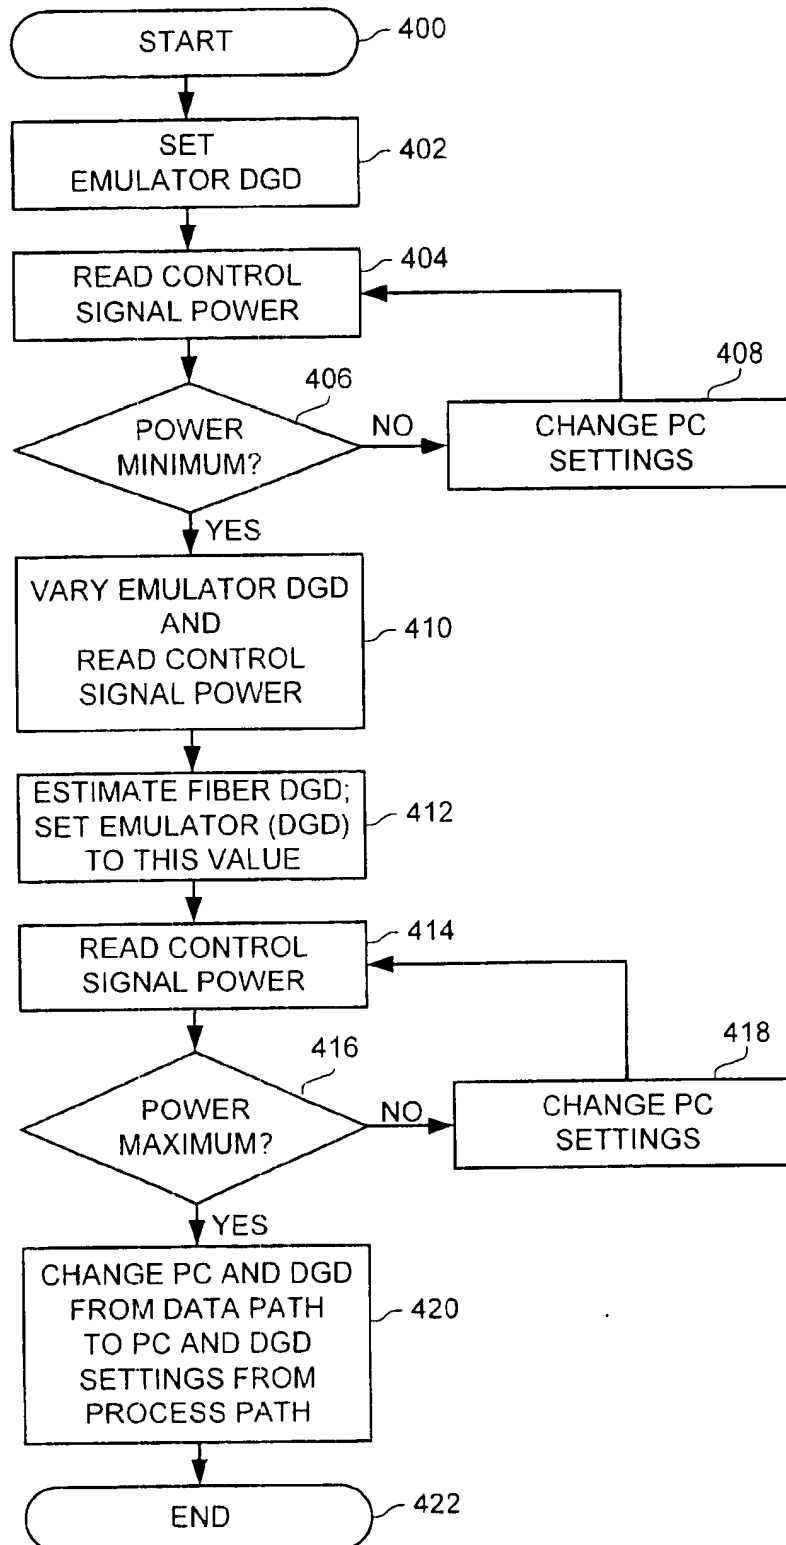 START
400
SET
EMULATOR DGD
402
READ CONTROL
SIGNAL POWER
404
406
POWER
MINIMUM?
NO
408
CHANGE PC
SETTINGS
YES
VARY EMULATOR DGD
AND
READ CONTROL
SIGNAL POWER
410
ESTIMATE FIBER DGD;
SET EMULATOR (DGD)
TO THIS VALUE
412
READ CONTROL
SIGNAL POWER
414
416
POWER
MAXIMUM?
NO
418
CHANGE PC
SETTINGS
YES
CHANGE PC AND DGD
FROM DATA PATH
TO PC AND DGD
SETTINGS FROM
PROCESS PATH
420
END
422